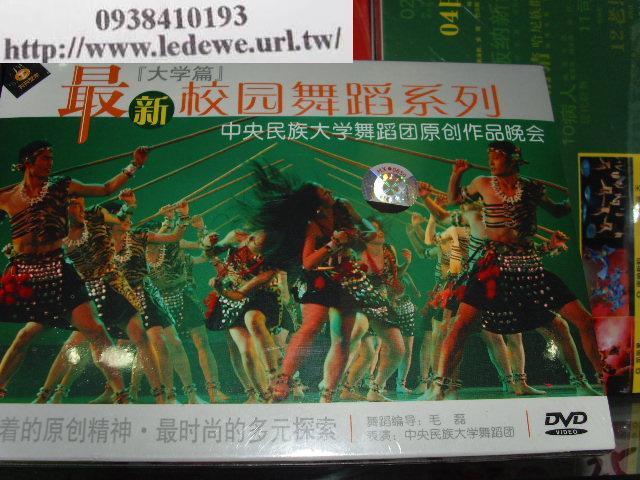 0938410193
http://www.ledewe.url.tw/
『大学篇』
最新校园舞蹈系列
中央民族大学舞蹈团原创作品晚会
着的原创精神·最时尚的多元探索
舞蹈编导：毛 磊
表演：中央民族大学舞蹈团
DVD
VIDEO
04
02